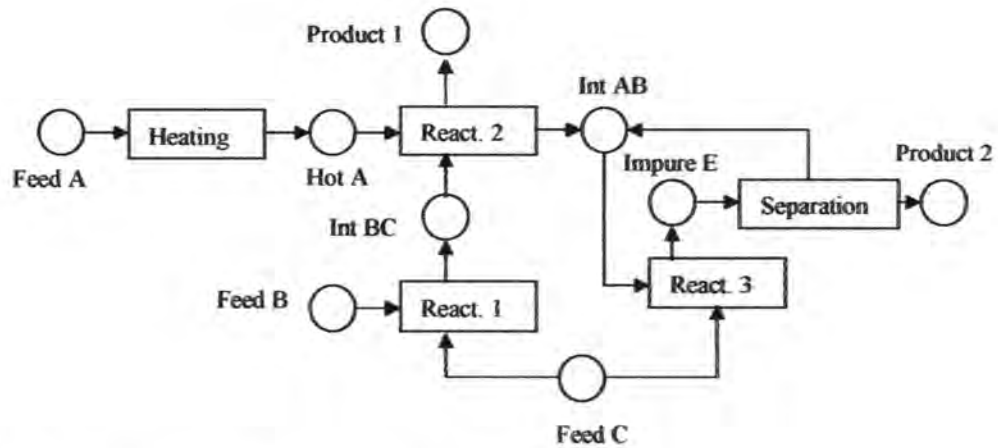 Product 1
Int AB
Heating
React. 2
Feed A
Hot A
Impure E
Product 2
Int BC
Separation
Feed B
React. 1
React. 3
Feed C